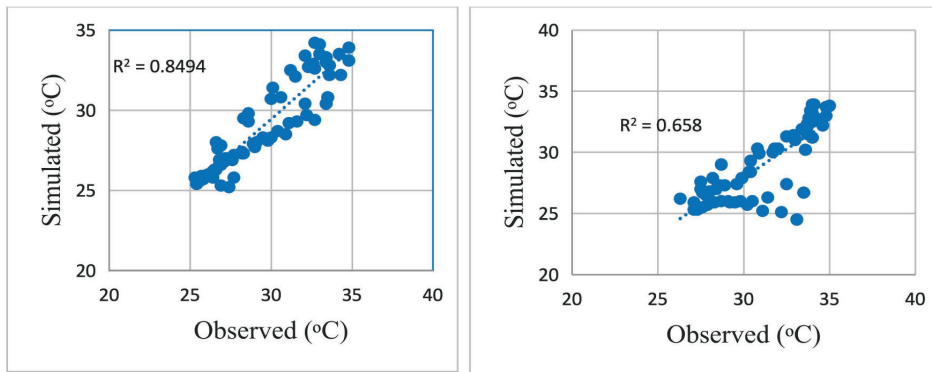 35
R² = 0.8494
30
25
20
20 25 30 35 40
Simulated (ºC)
Observed (ºC)
40
35
R² = 0.658
30
25
20
20 25 30 35 40
Simulated (ºC)
Observed (ºC)